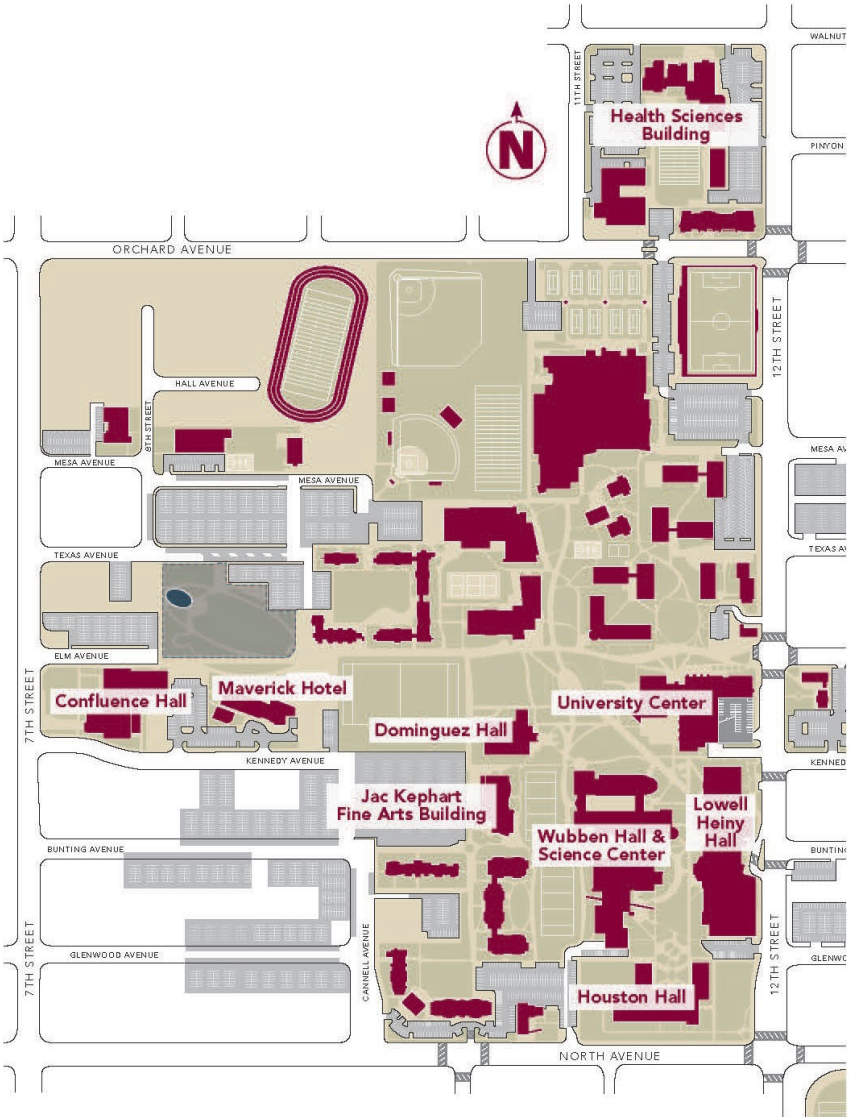 WALNUT
11TH STREET
Health Sciences
Building
N
PINYON
ORCHARD AVENUE
12TH STREET
HALL AVENUE
8TH STREET
MESA AVENUE
MESA AV
MESA AVENUE
TEXAS AVENUE
TEXAS AV
ELM AVENUE
7TH STREET
Confluence Hall
Maverick Hotel
University Center
Dominguez Hall
KENNEDY AVENUE
KENNED
Jac Kephart
Fine Arts Building
Lowell
Heiny
Hall
Wubben Hall &
Science Center
BUNTING AVENUE
BUNTING
GLENWOOD AVENUE
GLENWO
7TH STREET
CANNELL AVENUE
12TH STREET
Houston Hall
NORTH AVENUE